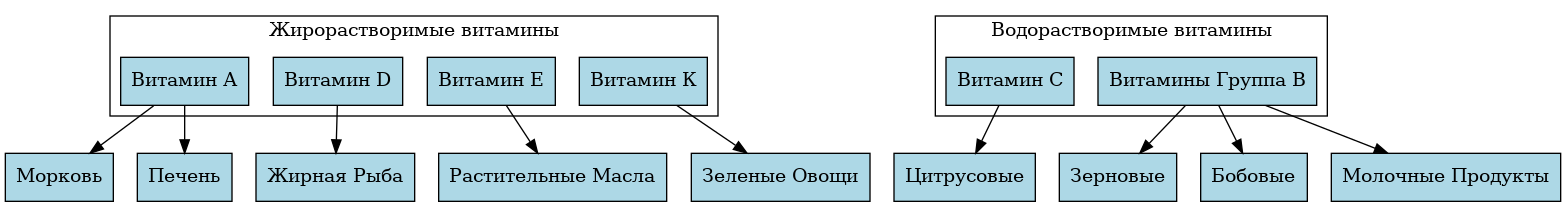 Жирорастворимые витамины
Водорастворимые витамины
Витамин А
Витамин D
Витамин Е
Витамин К
Витамин С
Витамины Группа В
Морковь
Печень
Жирная Рыба
Растительные Масла
Зеленые Овощи
Цитрусовые
Зерновые
Бобовые
Молочные Продукты